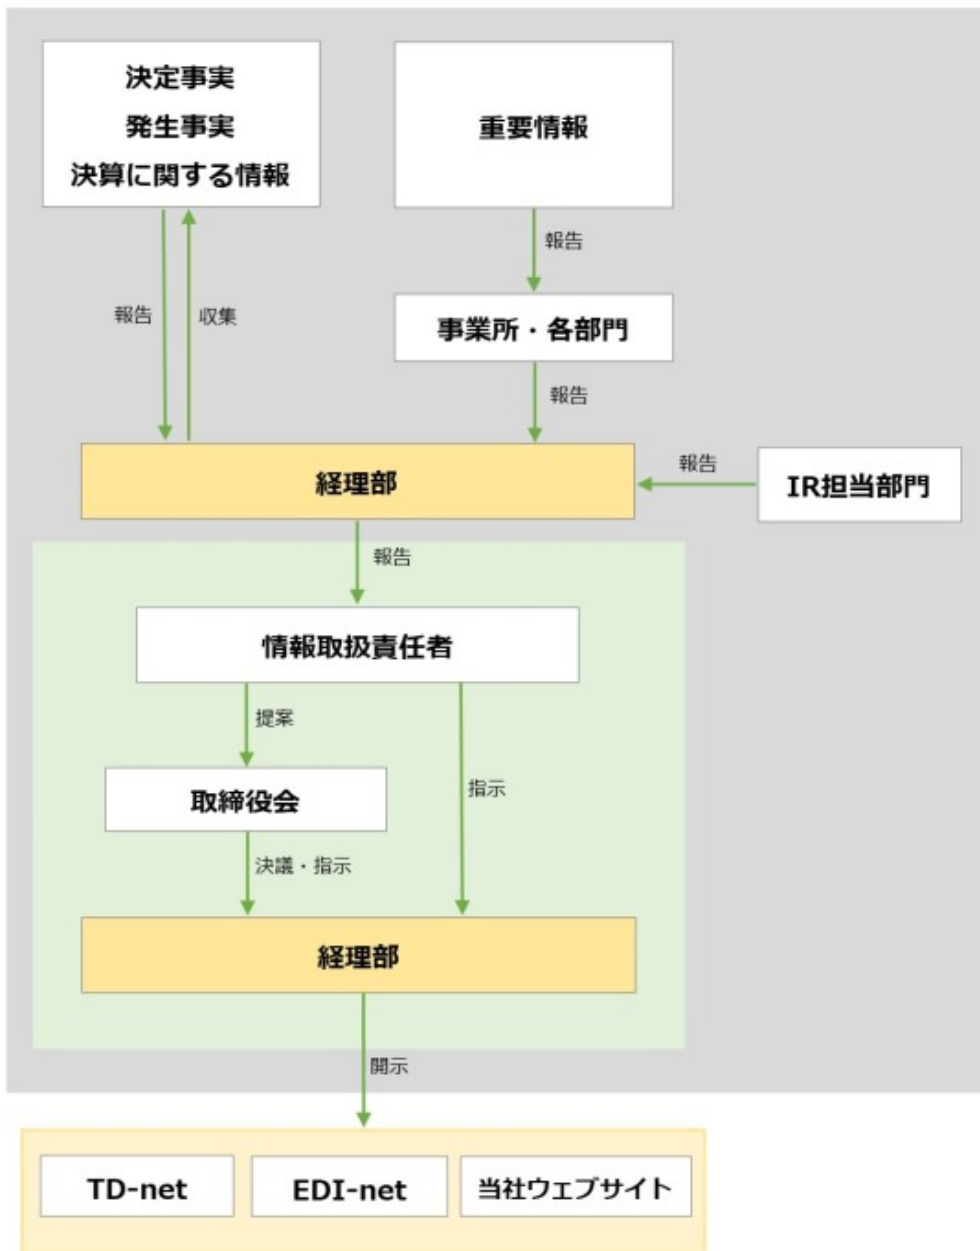 決定事実
発生事実
決算に関する情報
重要情報
報告
報告
収集
事業所・各部門
報告
経理部
報告
IR担当部門
報告
情報取扱責任者
提案
指示
取締役会
決議・指示
経理部
開示
TD-net
EDI-net
当社ウェブサイト